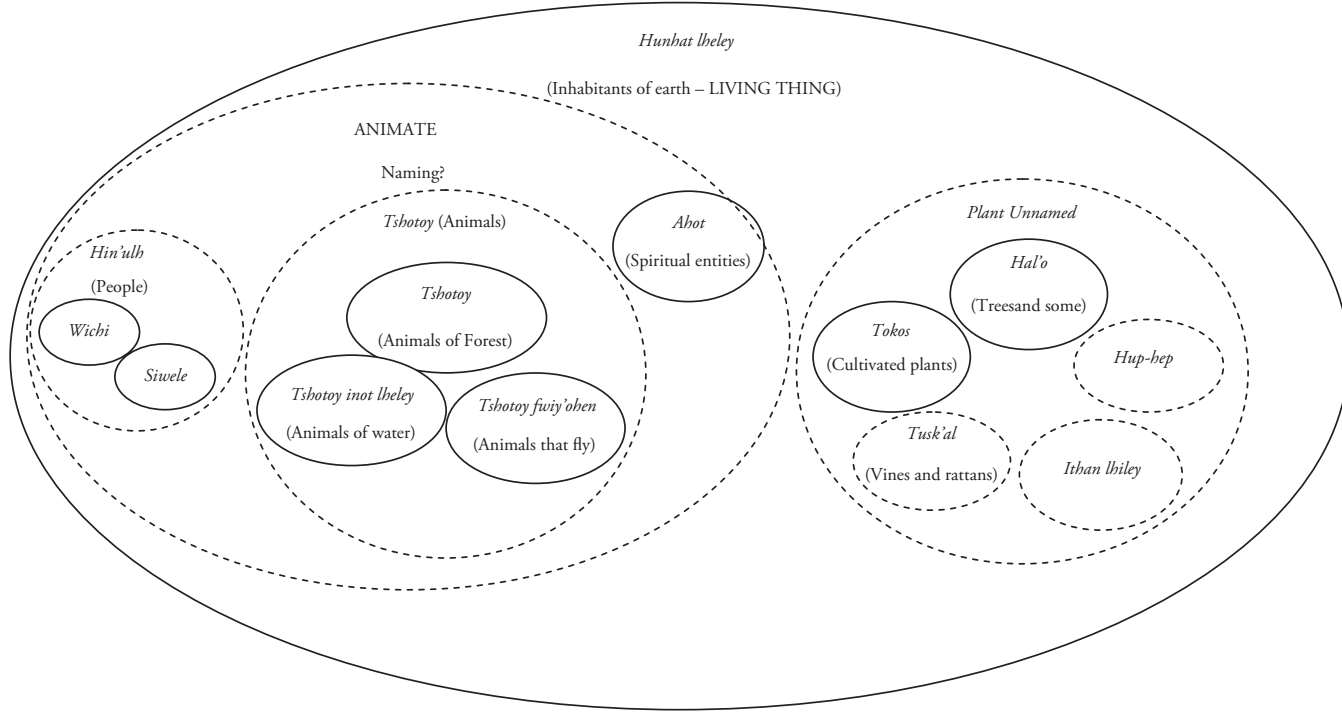 Hunhat lheley
(Inhabitants of earth – LIVING THING)
ANIMATE
Naming?
Hin'ulh
(People)
Wichi
Siwele
Tshotoy (Animals)
Tshotoy
(Animals of Forest)
Tshotoy inot lheley
(Animals of water)
Tshotoy fwiy'ohen
(Animals that fly)
Ahot
(Spiritual entities)
Plant Unnamed
Hal'o
(Treesand some)
Tokos
(Cultivated plants)
Hup-hep
Tusk'al
(Vines and rattans)
Ithan lhiley